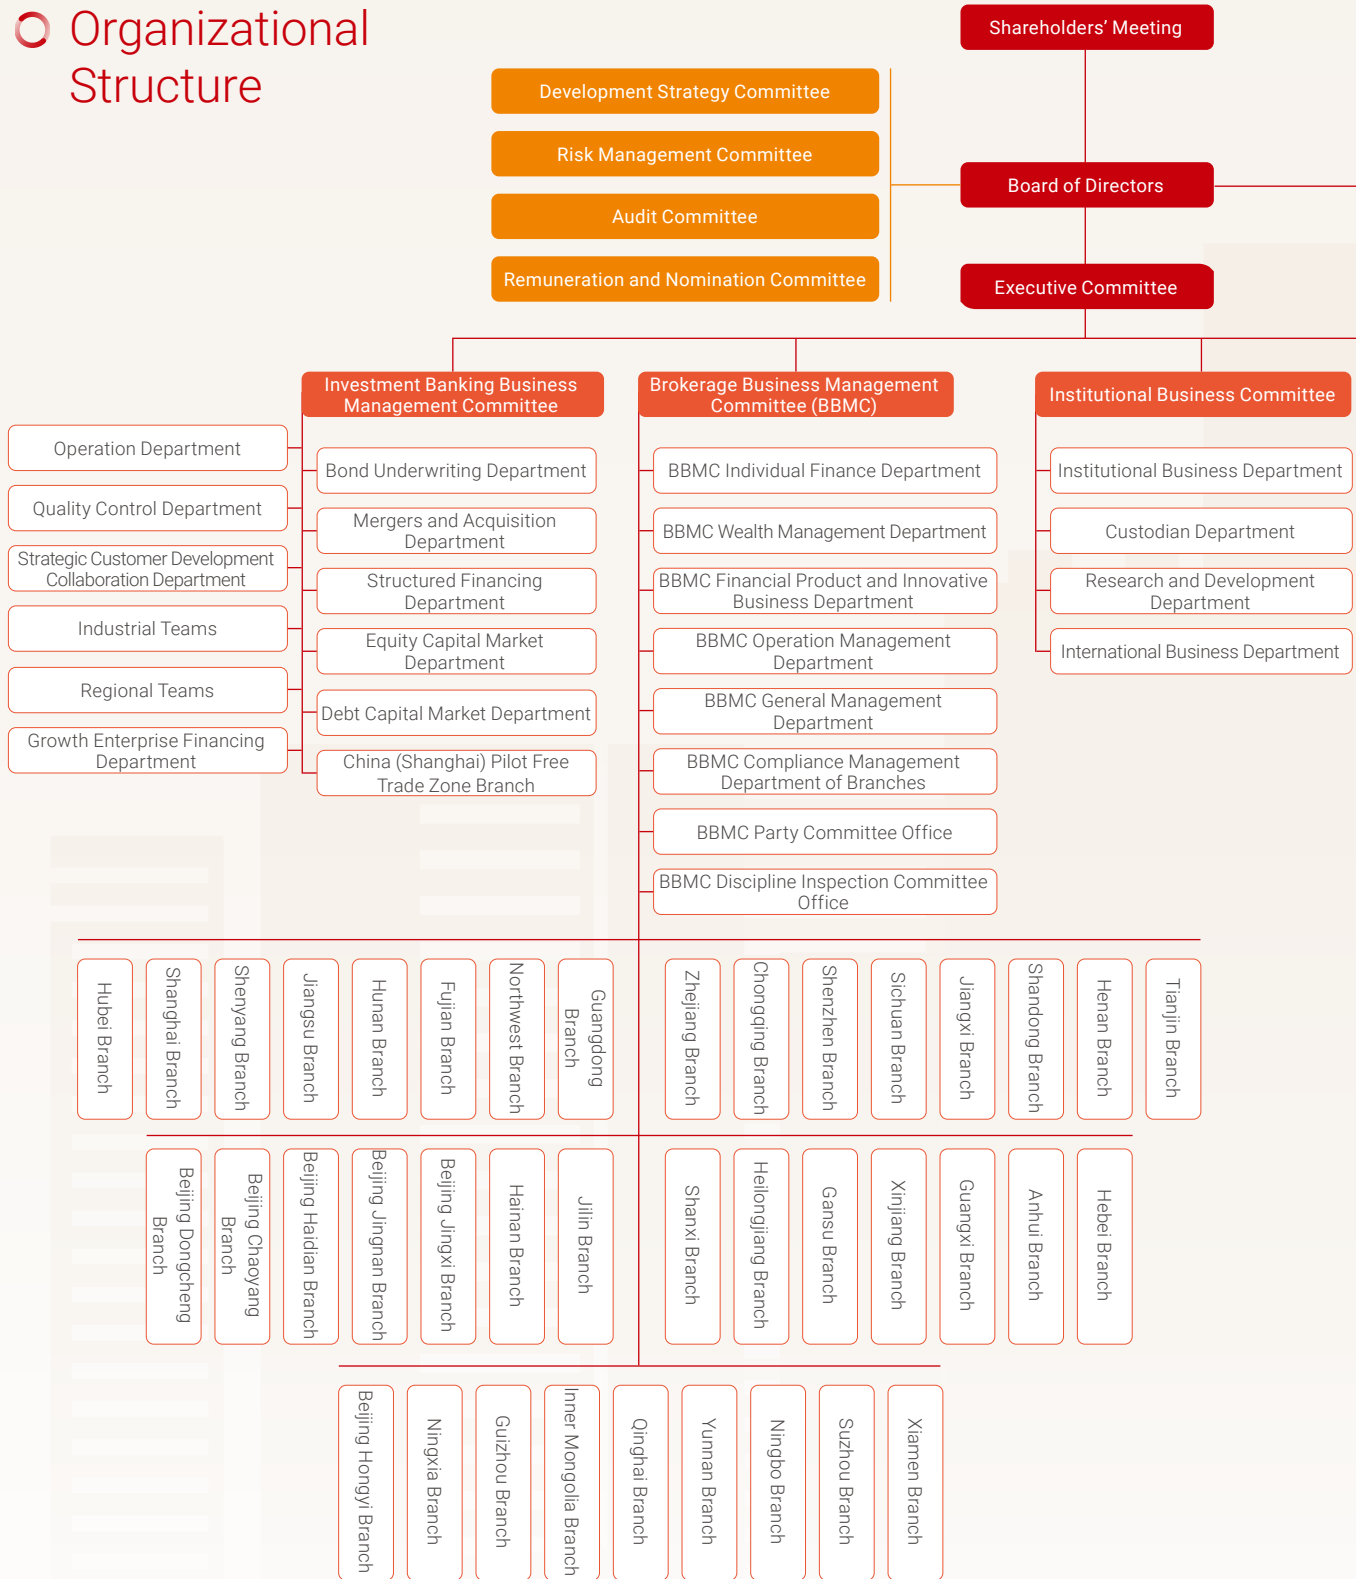 Organizational
Structure
Shareholders' Meeting
Development Strategy Committee
Risk Management Committee
Board of Directors
Audit Committee
Remuneration and Nomination Committee
Executive Committee
Investment Banking Business
Management Committee
Operation Department
Quality Control Department
Strategic Customer Development
Collaboration Department
Industrial Teams
Regional Teams
Growth Enterprise Financing
Department
Bond Underwriting Department
Mergers and Acquisition
Department
Structured Financing
Department
Equity Capital Market
Department
Debt Capital Market Department
China (Shanghai) Pilot Free
Trade Zone Branch
Brokerage Business Management
Committee (BBMC)
BBMC Individual Finance Department
BBMC Wealth Management Department
BBMC Financial Product and Innovative
Business Department
BBMC Operation Management
Department
BBMC General Management
Department
BBMC Compliance Management
Department of Branches
BBMC Party Committee Office
BBMC Discipline Inspection Committee
Office
Institutional Business Committee
Institutional Business Department
Custodian Department
Research and Development
Department
International Business Department
Hubei Branch
Shanghai Branch
Shenyang Branch
Jiangsu Branch
Hunan Branch
Fujian Branch
Northwest Branch
Guangdong
Branch
Zhejiang Branch
Chongqing Branch
Shenzhen Branch
Sichuan Branch
Jiangxi Branch
Shandong Branch
Henan Branch
Tianjin Branch
Beijing Dongcheng
Branch
Beijing Chaoyang
Branch
Beijing Haidian Branch
Beijing Jingnan Branch
Beijing Jingxi Branch
Hainan Branch
Jilin Branch
Shanxi Branch
Heilongjiang Branch
Gansu Branch
Xinjiang Branch
Guangxi Branch
Anhui Branch
Hebei Branch
Beijing Hongyi Branch
Ningxia Branch
Guizhou Branch
Inner Mongolia Branch
Qinghai Branch
Yunnan Branch
Ningbo Branch
Suzhou Branch
Xiamen Branch